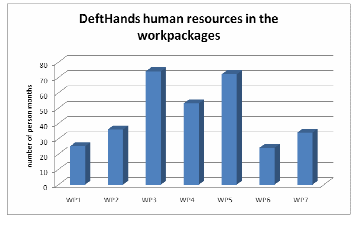 DeftHands human resources in the
workpackages
number of person months
80
70
60
50
40
30
20
10
0
WP1
WP2
WP3
WP4
WP5
WP6
WP7